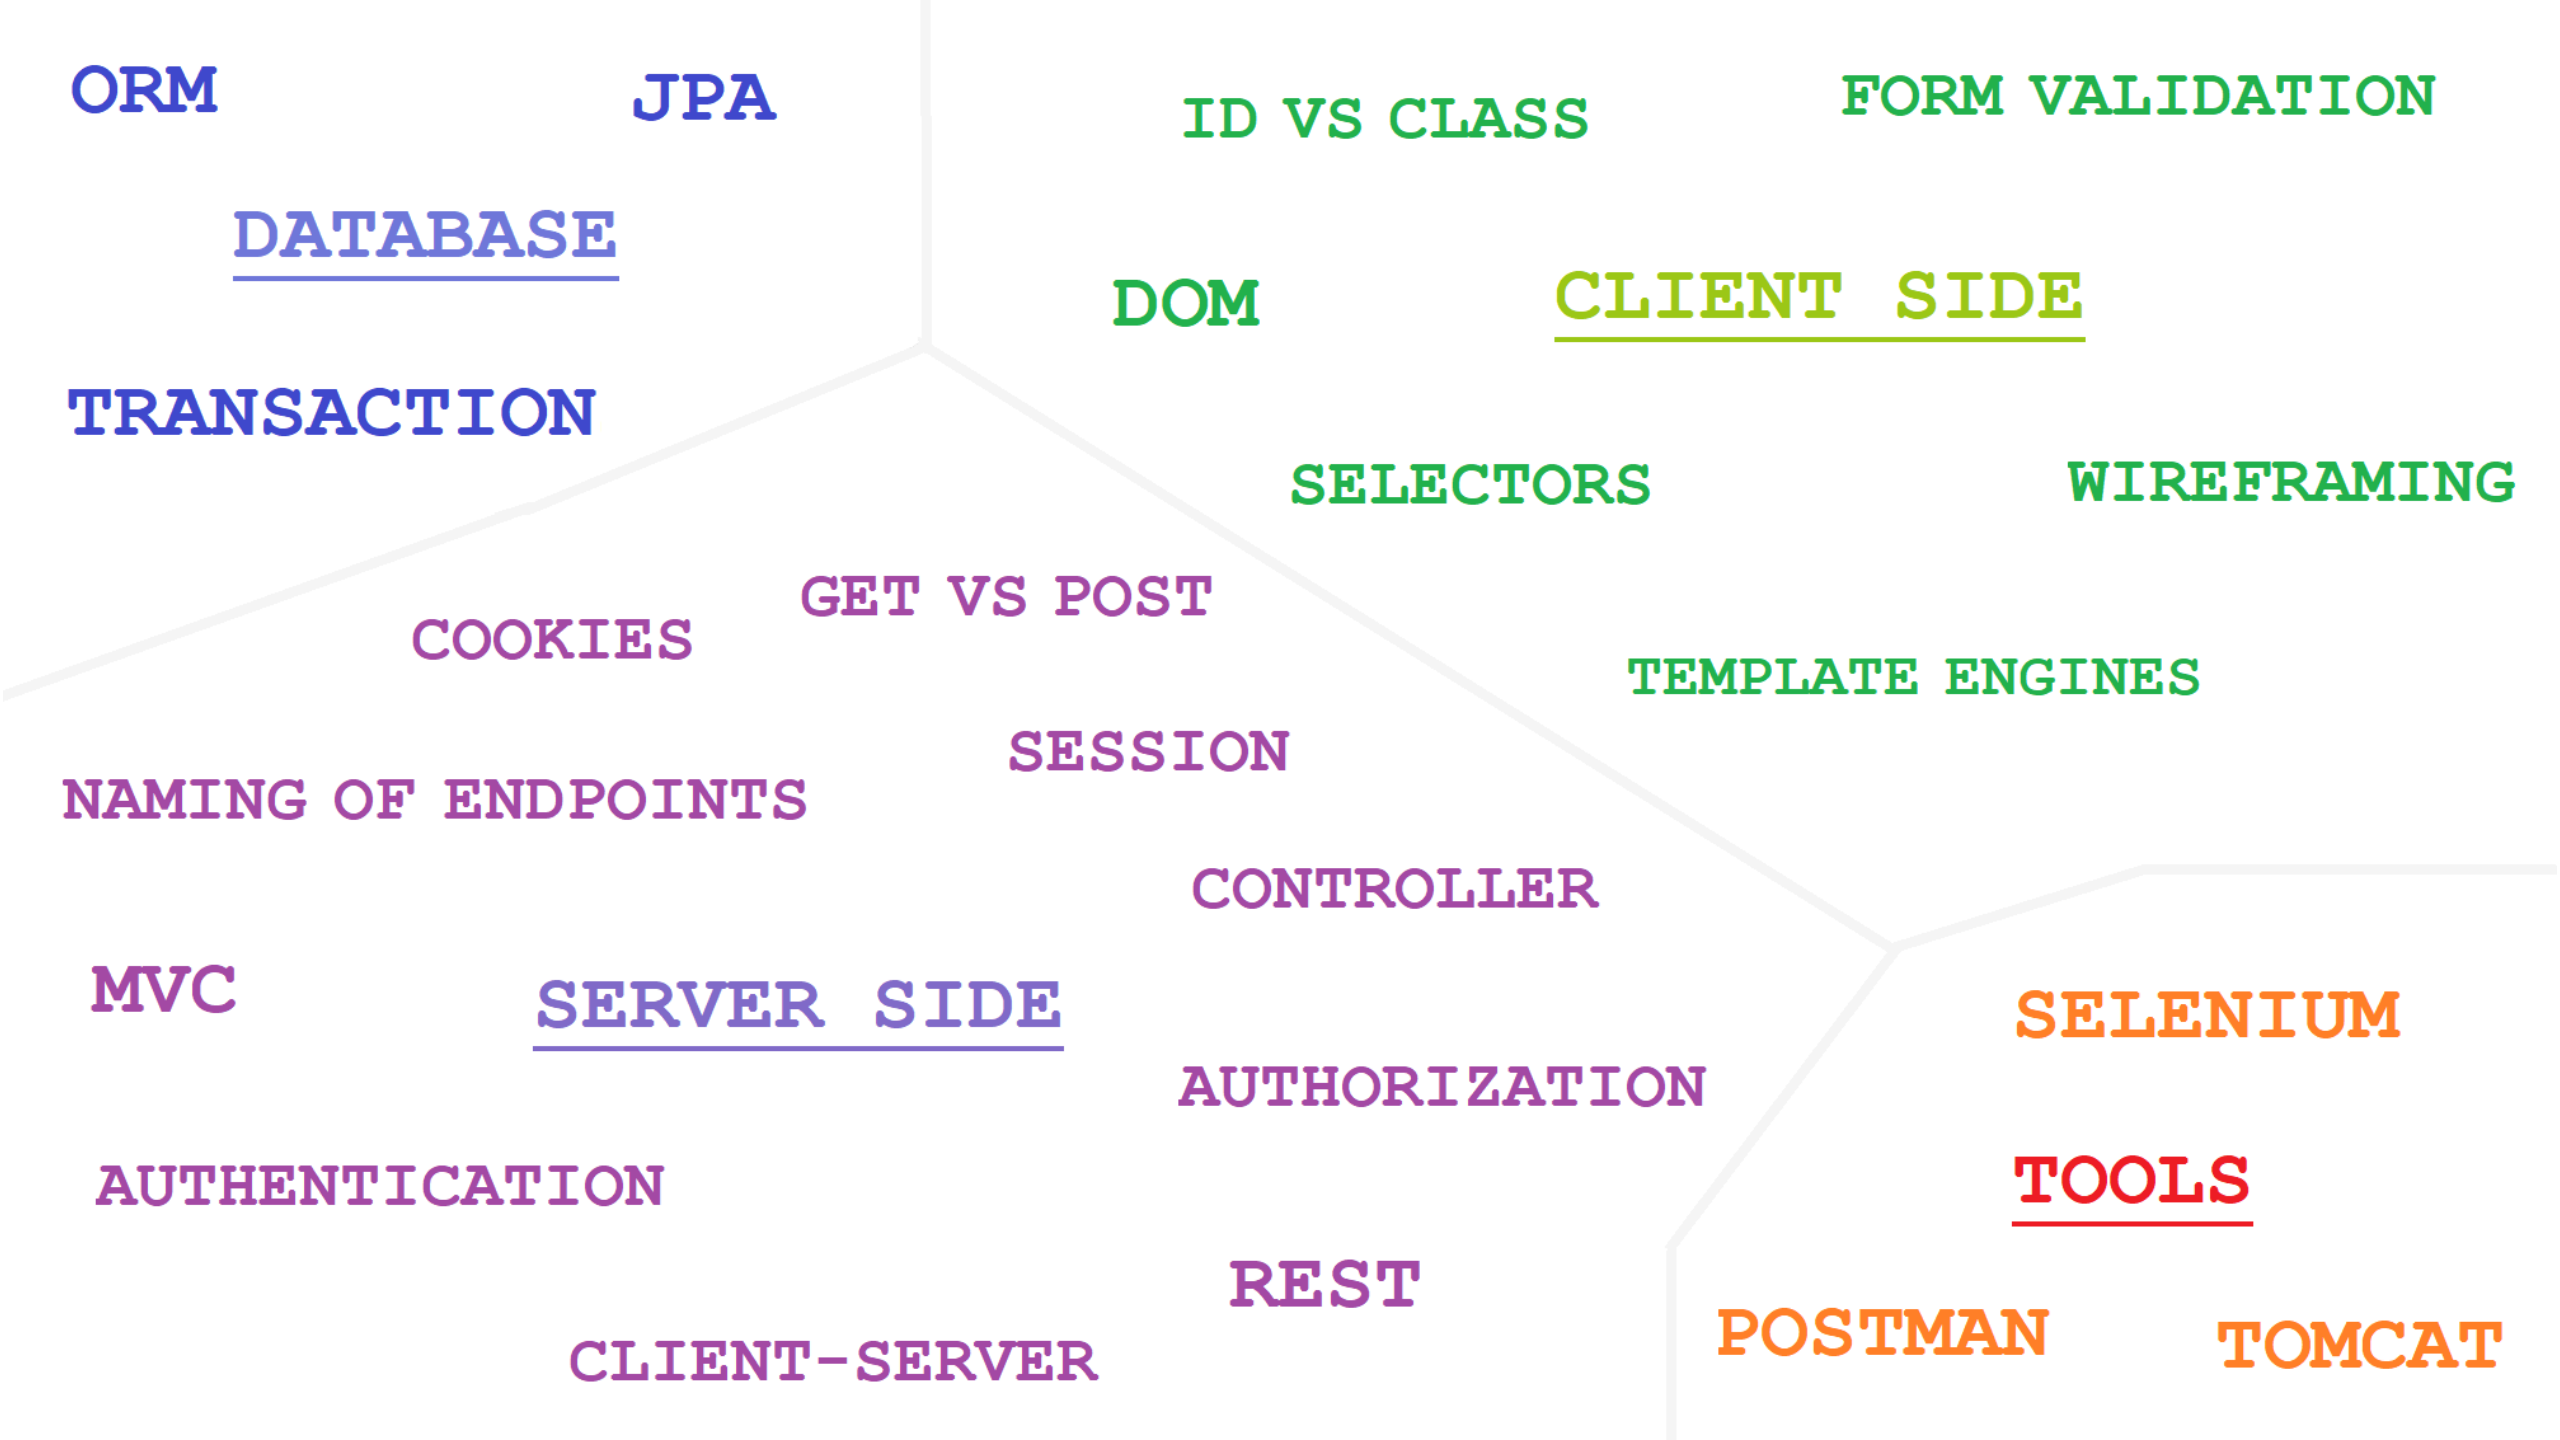 ORM
JPA
DATABASE
TRANSACTION
ID VS CLASS
FORM VALIDATION
DOM
CLIENT SIDE
SELECTORS
WIREFRAMING
TEMPLATE ENGINES
GET VS POST
COOKIES
SESSION
NAMING OF ENDPOINTS
CONTROLLER
MVC
SERVER SIDE
AUTHORIZATION
AUTHENTICATION
REST
CLIENT-SERVER
SELENIUM
TOOLS
POSTMAN
TOMCAT